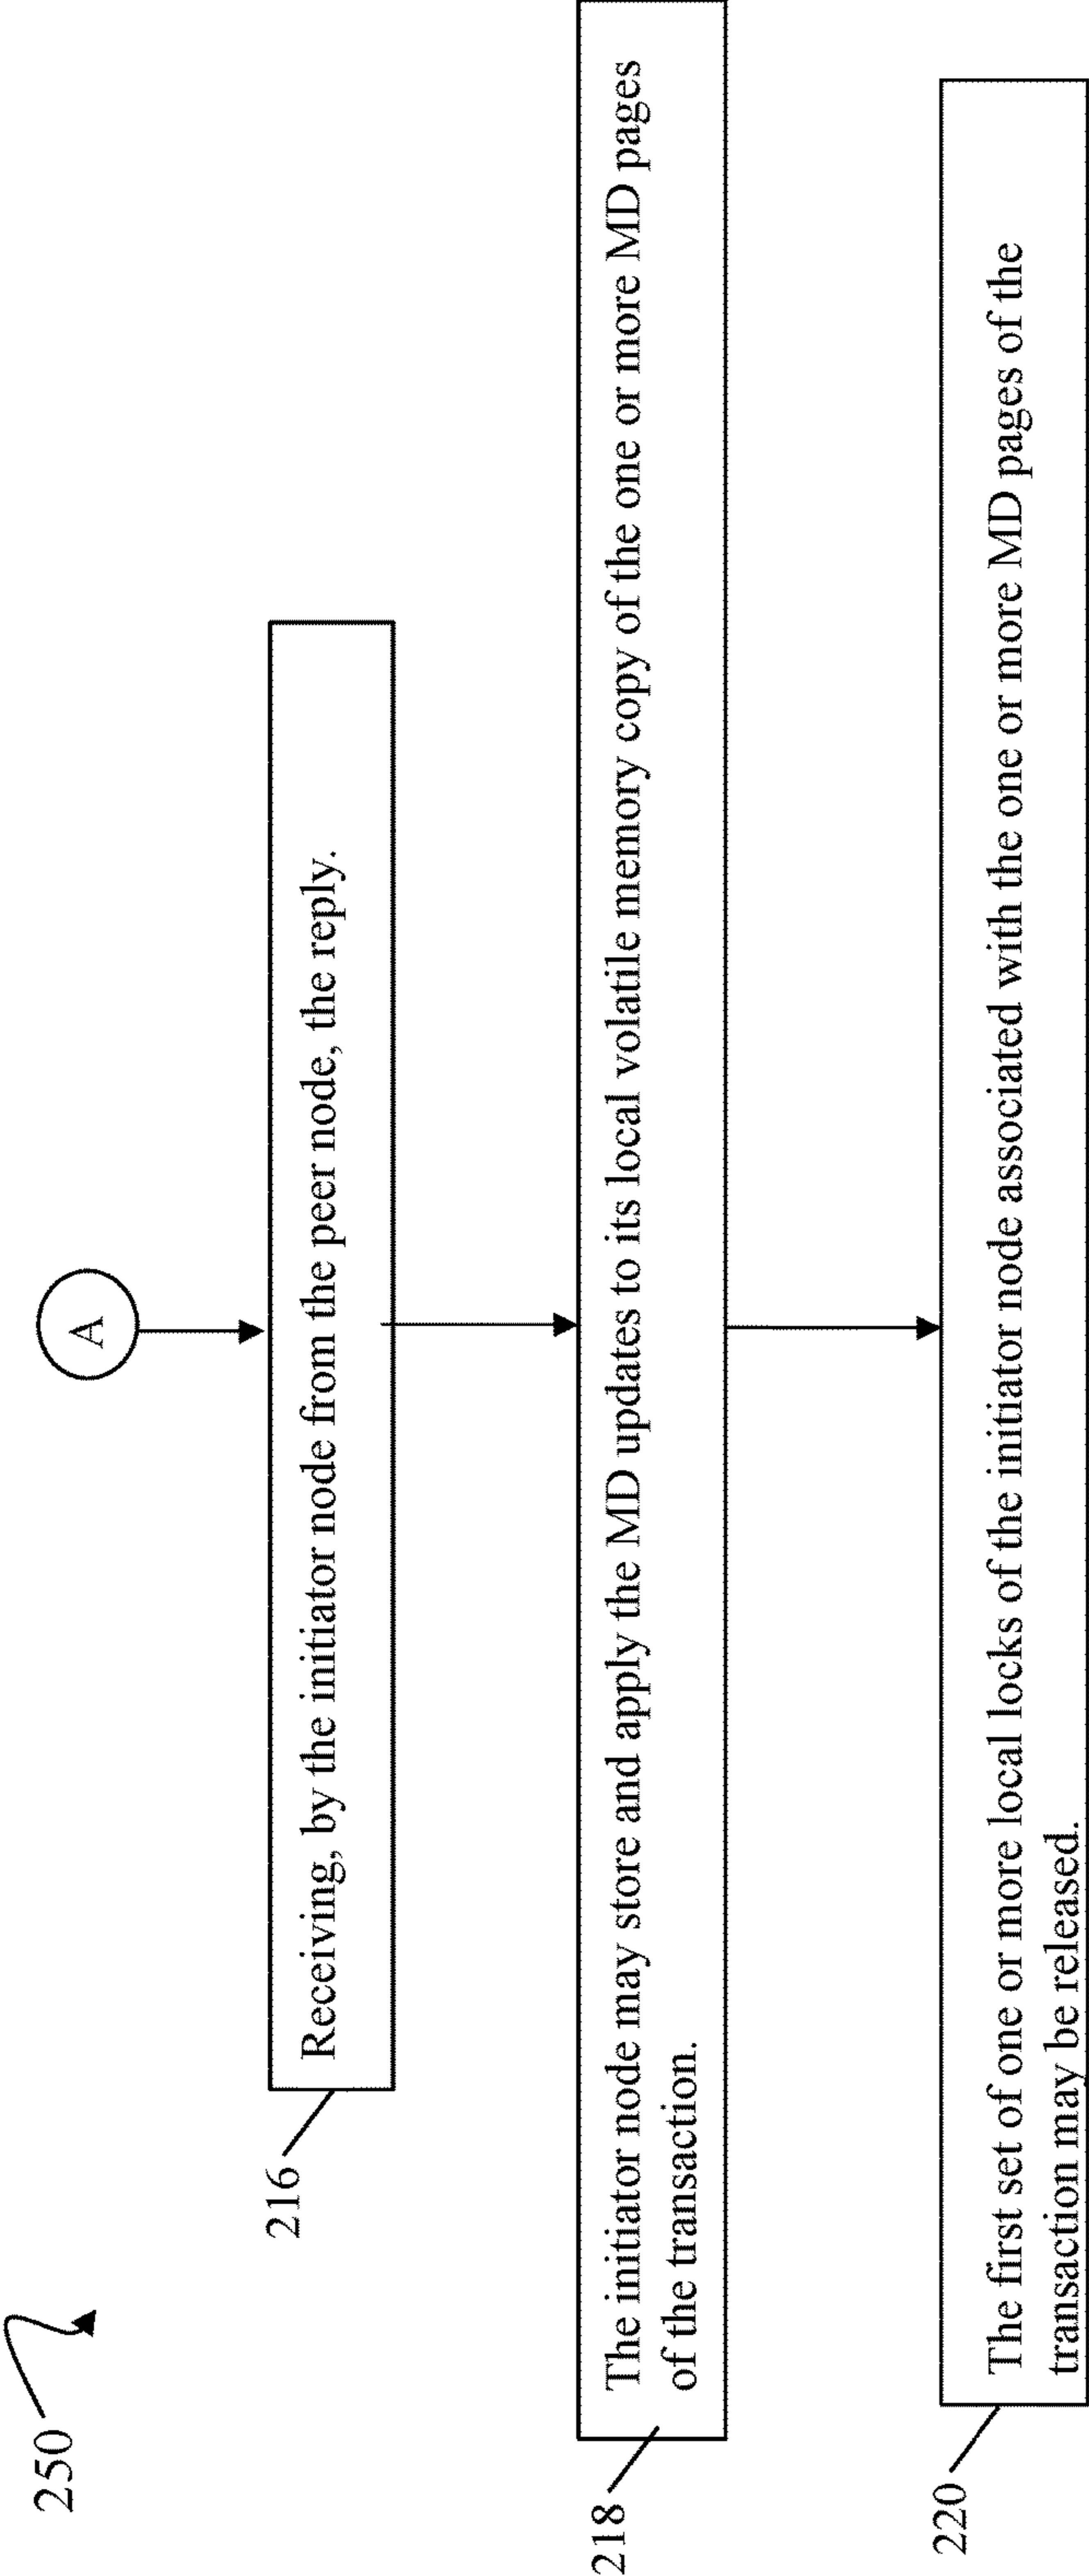 250
A
216
Receiving, by the initiator node from the peer node, the reply.
218
The initiator node may store and apply the MD updates to its local volatile memory copy of the one or more MD pages
of the transaction.
220
The first set of one or more local locks of the initiator node associated with the one or more MD pages of the
transaction may be released.